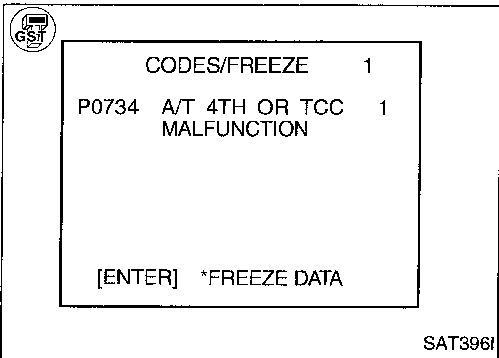 GST
CODES/FREEZE 1
P0734 A/T 4TH OR TCC 1
MALFUNCTION
[ENTER] *FREEZE DATA
SAT396I